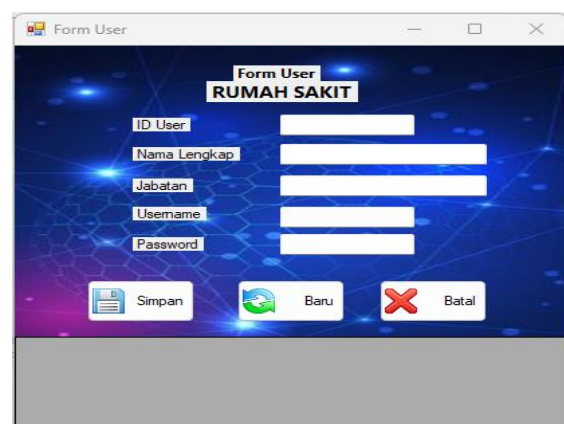 Form User
Form User
RUMAH SAKIT
ID User
Nama Lengkap
Jabatan
Username
Password
Simpan Baru Batal